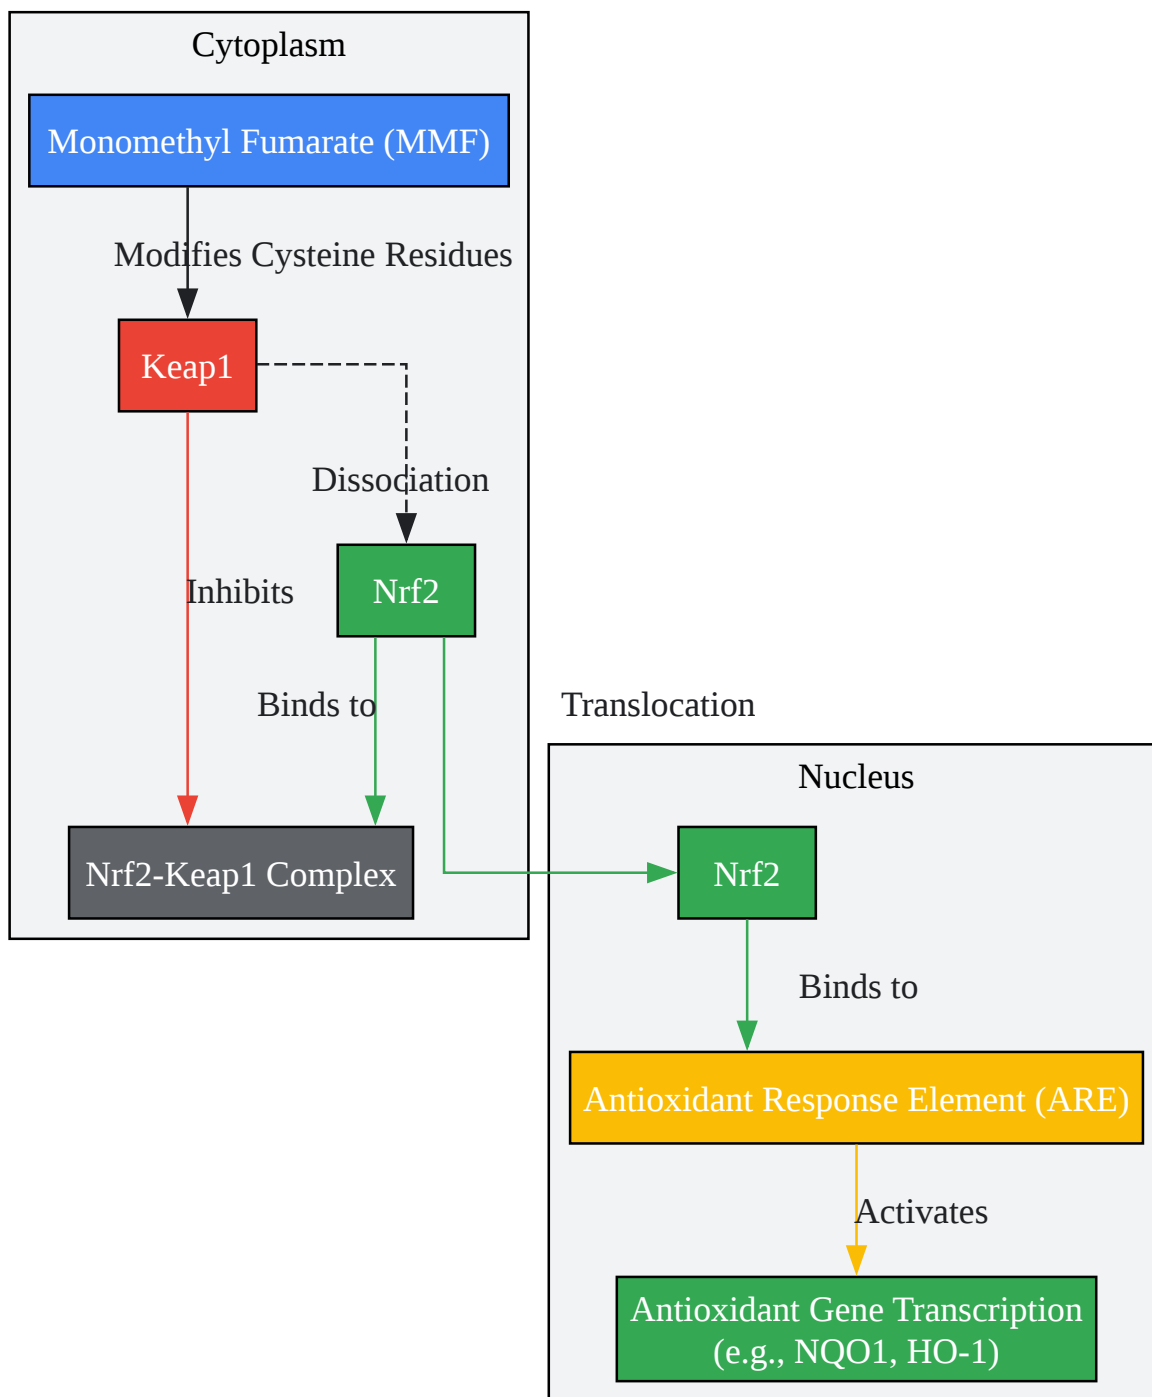 Cytoplasm
Monomethyl Fumarate (MMF)
Modifies Cysteine Residues
Keap1
Dissociation
Inhibits
Nrf2
Binds to
Translocation
Nrf2-Keap1 Complex
Nucleus
Nrf2
Binds to
Antioxidant Response Element (ARE)
Activates
Antioxidant Gene Transcription
(e.g., NQO1, HO-1)